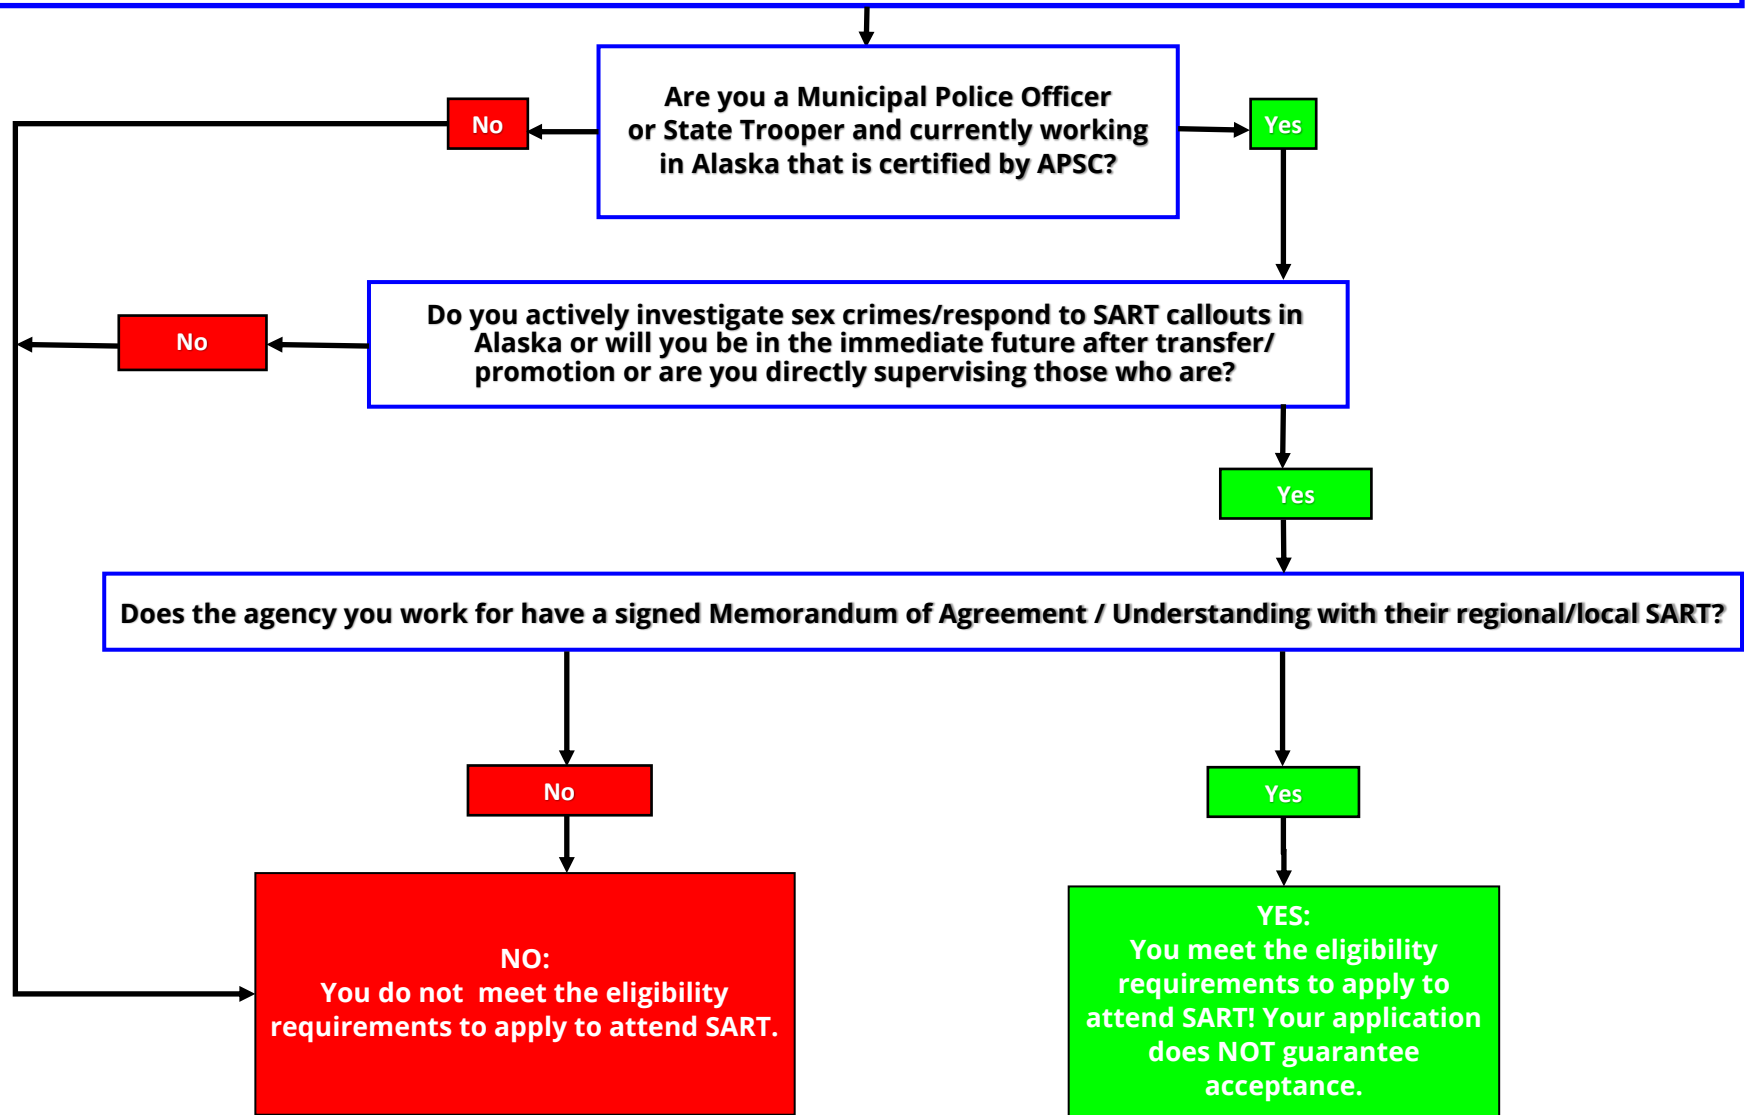 Are you a Municipal Police Officer
or State Trooper and currently working
in Alaska that is certified by APSC?
No
Yes
Do you actively investigate sex crimes/respond to SART callouts in
Alaska or will you be in the immediate future after transfer/
promotion or are you directly supervising those who are?
No
Yes
Does the agency you work for have a signed Memorandum of Agreement / Understanding with their regional/local SART?
No
Yes
NO:
You do not meet the eligibility
requirements to apply to attend SART.
YES:
You meet the eligibility
requirements to apply to
attend SART! Your application
does NOT guarantee
acceptance.